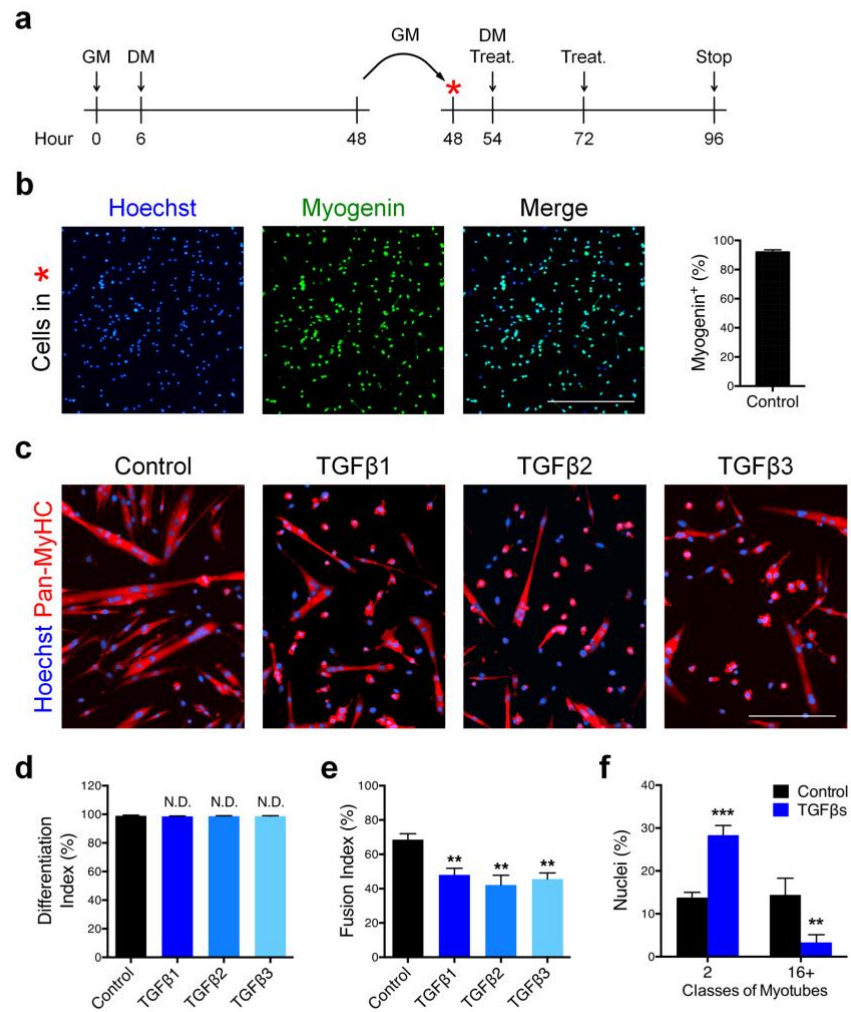 a
GM DM GM DM Treat. Treat. Stop
*
Hour 0 6 48 48 54 72 96
b
Hoechst Myogenin Merge
Cells in *
Myogenin⁺ (%)
100
80
60
40
20
0
Control
c
Control TGFβ1 TGFβ2 TGFβ3
Hoechst Pan-MyHC
d
Differentiation
Index (%)
120
100
80
60
40
20
0
N.D. N.D. N.D.
Control TGFβ1 TGFβ2 TGFβ3
e
Fusion Index (%)
100
80
60
40
20
0
** ** **
Control TGFβ1 TGFβ2 TGFβ3
f
Nuclei (%)
40
30
20
10
0
Control
TGFβs
***
**
2 16+
Classes of Myotubes